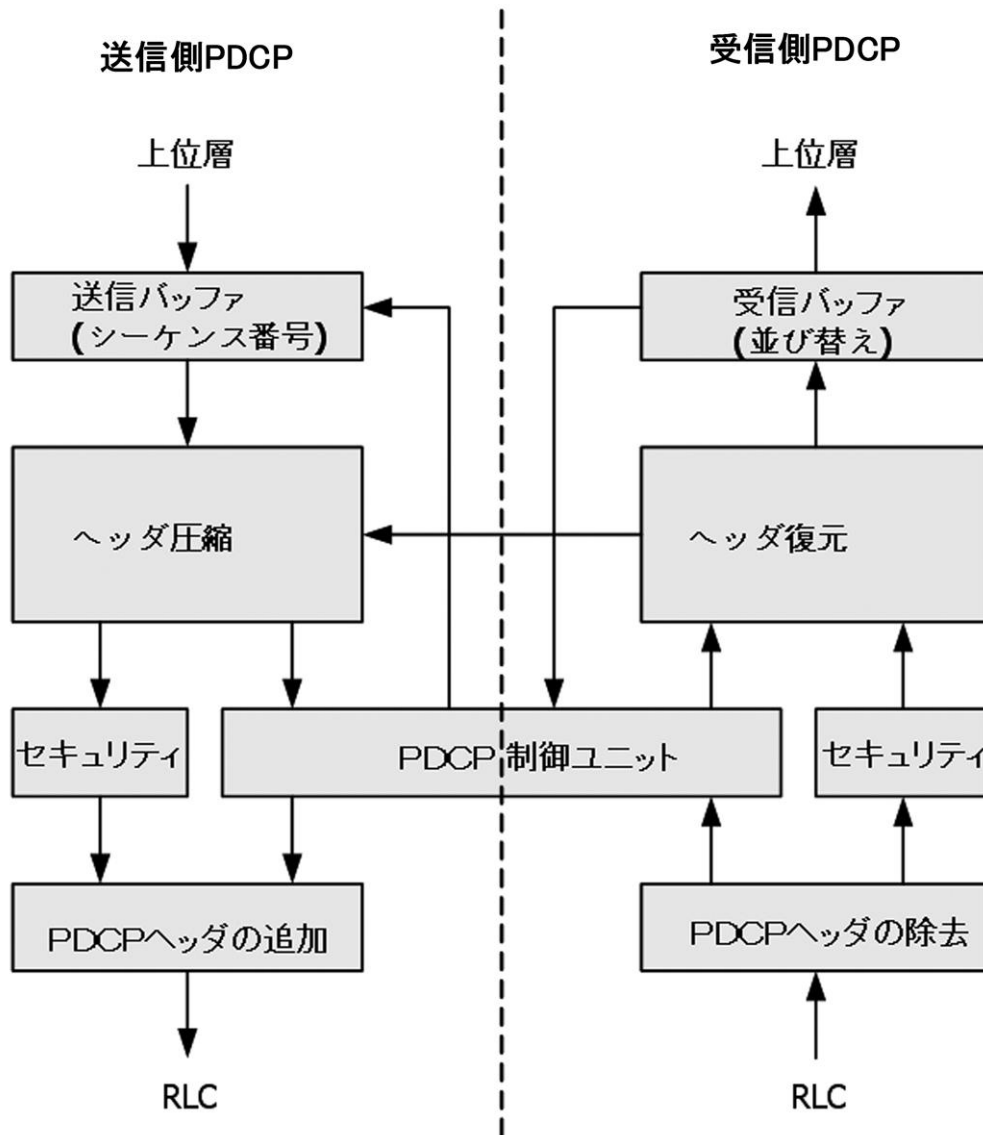 送信側PDCP
受信側PDCP
上位層
上位層
送信バッファ
(シーケンス番号)
受信バッファ
(並び替え)
ヘッダ圧縮
ヘッダ復元
セキュリティ
PDCP 制御ユニット
セキュリティ
PDCPヘッダの追加
PDCPヘッダの除去
RLC
RLC